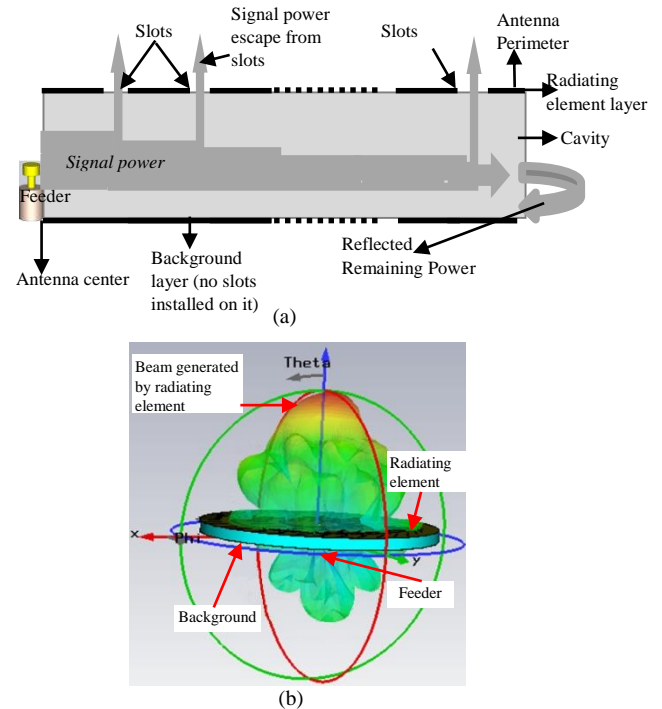 Slots
Signal power
escape from
slots
Slots
Antenna
Perimeter
Radiating
element layer
Cavity
Signal power
Feeder
Antenna center
Background
layer (no slots
installed on it)
Reflected
Remaining Power
(a)
Theta
Beam generated
by radiating
element
Radiating
element
x
Phi
y
Background
Feeder
(b)